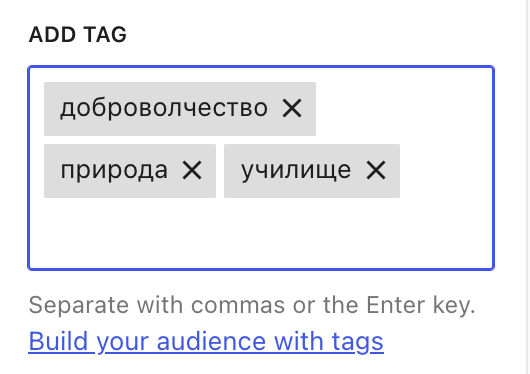 ADD TAG
доброволчество ×
природа × училище ×
Separate with commas or the Enter key.
Build your audience with tags